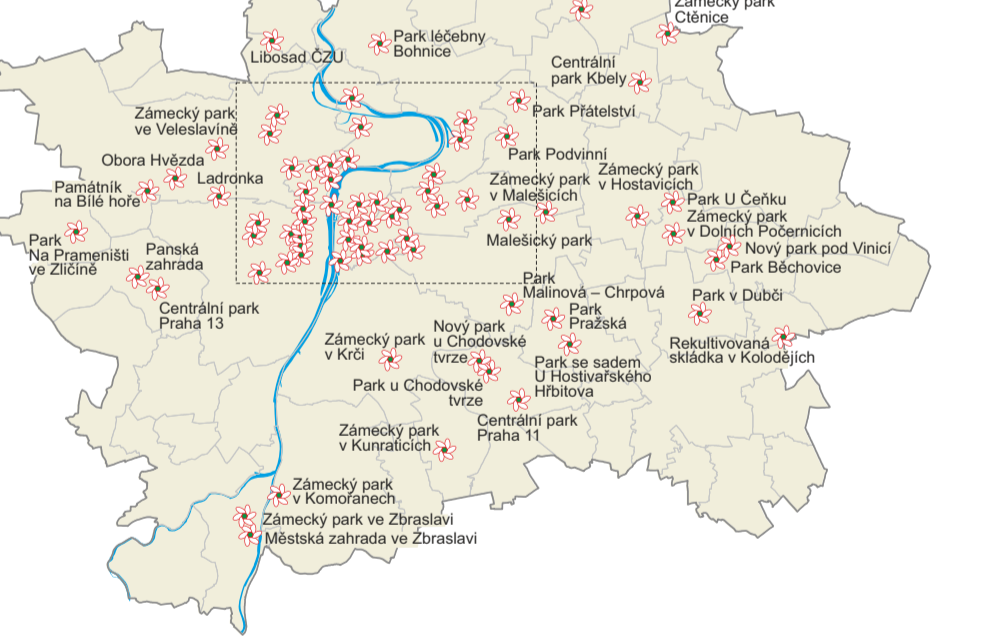 Zámecký park
Ctěnice
Park léčebny
Bohnice
Libosad ČZU
Centrální
park Kbely
Zámecký park
ve Veleslavíně
Park Přátelství
Obora Hvězda
Park Podvinní
Ladronka
Zámecký park
v Malešicích
Zámecký park
v Hostavicích
Památník
na Bílé hoře
Park U Čeňku
Zámecký park
v Dolních Počernicích
Malešický park
Nový park pod Vinicí
Park Běchovice
Park
Na Prameništi
ve Zličíně
Panská
zahrada
Centrální park
Praha 13
Park
Malinová – Chrpová
Park
Pražská
Park v Dubči
Zámecký park
v Krči
Nový park
u Chodovské
tvrze
Rekultivovaná
skládka v Kolodějích
Park se sadem
U Hostivařského
Hřbitova
Park u Chodovské
tvrze
Centrální park
Praha 11
Zámecký park
v Kunraticích
Zámecký park
v Komořanech
Zámecký park ve Zbraslavi
Městská zahrada ve Zbraslavi